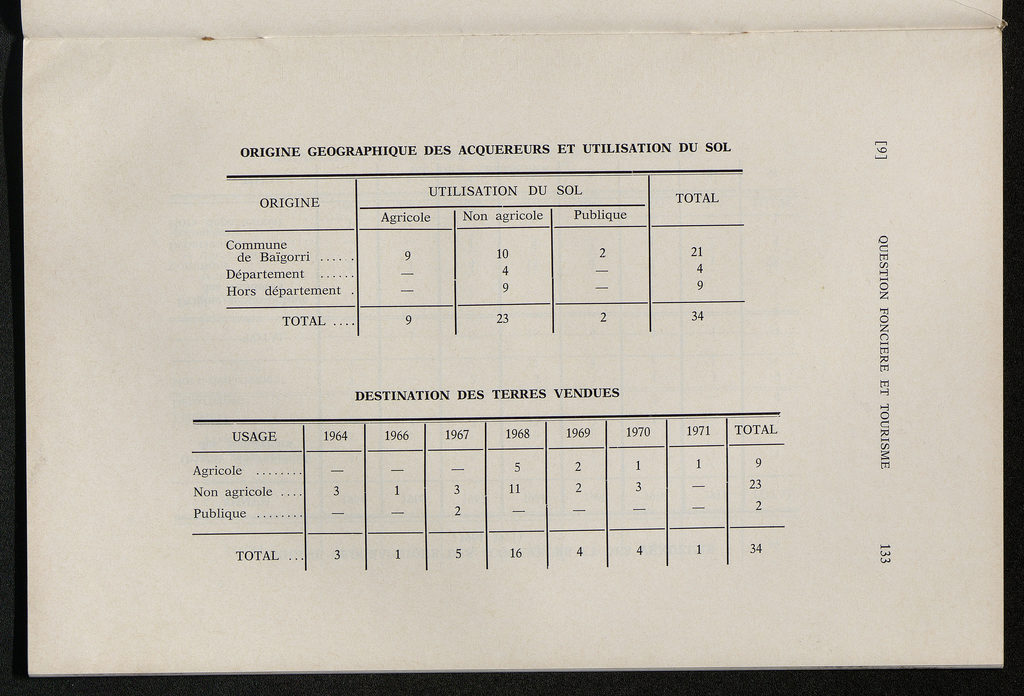 ORIGINE GEOGRAPHIQUE DES ACQUEREURS ET UTILISATION DU SOL
ORIGINE UTILISATION DU SOL TOTAL
Agricole Non agricole Publique
Commune
de Baïgorri ..... 9 10 2 21
Département ...... — 4 — 4
Hors département . — 9 — 9
TOTAL .... 9 23 2 34
DESTINATION DES TERRES VENDUES
USAGE 1964 1966 1967 1968 1969 1970 1971 TOTAL
Agricole ........ — — — 5 2 1 1 9
Non agricole .... 3 1 3 11 2 3 — 23
Publique ........ — — 2 — — — — 2
TOTAL ... 3 1 5 16 4 4 1 34
[9] QUESTION FONCIERE ET TOURISME 133